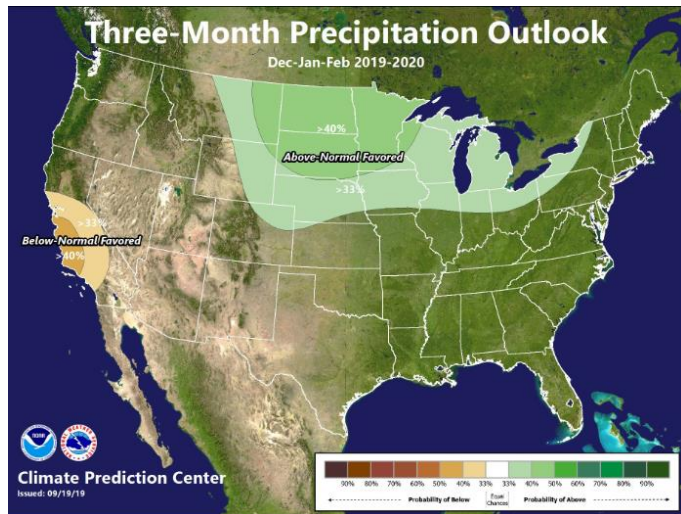 Three-Month Precipitation Outlook
Dec-Jan-Feb 2019-2020
>40%
Above-Normal Favored
>33%
>33%
Below-Normal Favored
>40%
NOAA
Climate Prediction Center
Issued: 09/19/19
90% 80% 70% 60% 50% 40% 33% 33% 40% 50% 60% 70% 80% 90%
Probability of Below Equal Chances Probability of Above